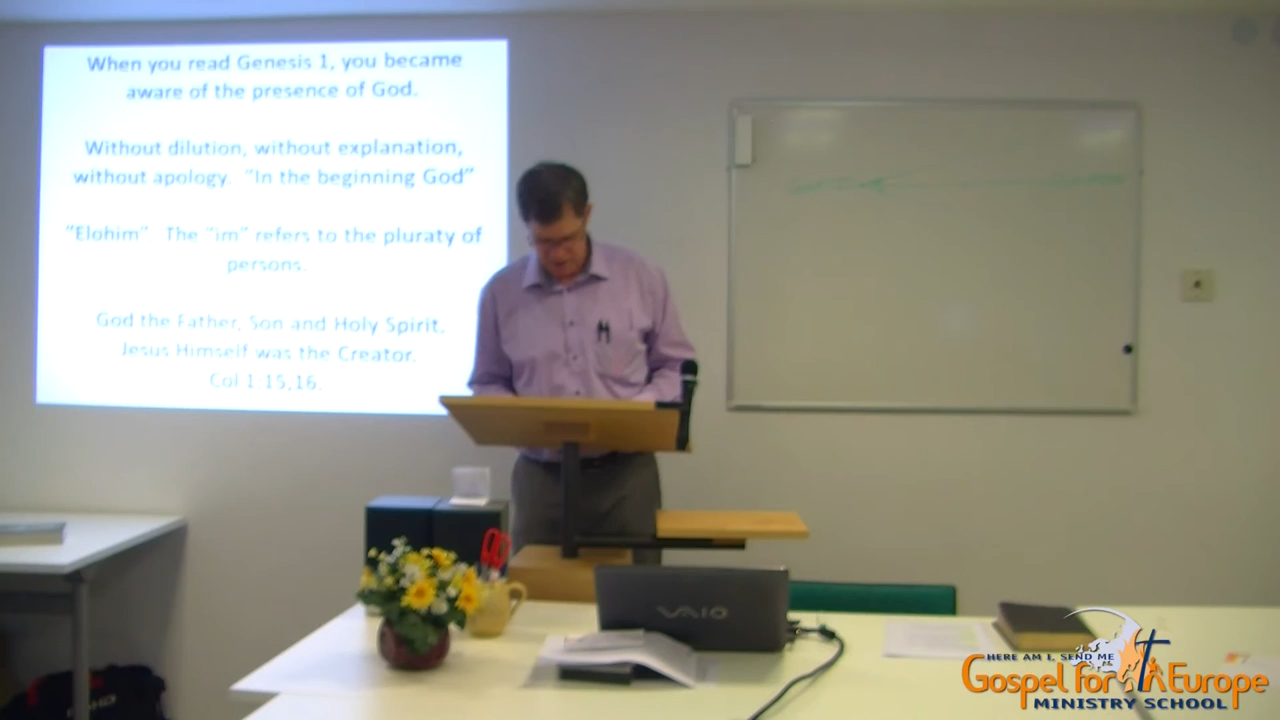 When you read Genesis 1, you became
aware of the presence of God.
Without dilution, without explanation,
without apology. "In the beginning God"
"Elohim" The "im" refers to the pluraty of
persons.
God the Father, Son and Holy Spirit.
Jesus Himself was the Creator.
Col 1.15,16.
VAIO
HERE AM I, SEND ME
Gospel for Europe
MINISTRY SCHOOL